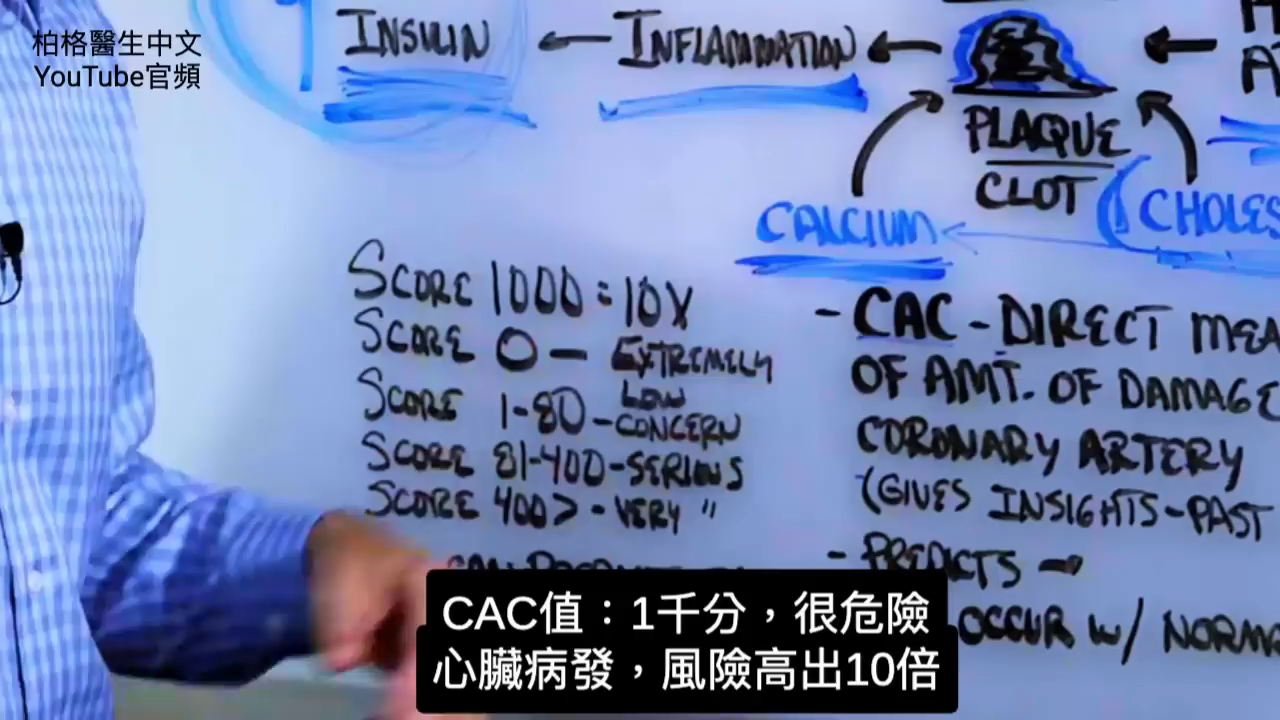 柏格醫生中文
YouTube官頻
INSULIN ← INFLAMMATION ←
PLAQUE
CLOT
CALCIUM
(CHOLES
SCORE 1000 = 10X
SCORE 0 — EXTREMELY LOW
SCORE 1-80 - CONCERN
SCORE 81-400 - SERIOUS
SCORE 400> - VERY "
- CAC - DIRECT MEA
OF AMT. OF DAMAGE
CORONARY ARTERY
(GIVES INSIGHTS - PAST
- PREDICTS →
OCCUR W/ NORMA
CAC值：1千分，很危險
心臟病發，風險高出10倍